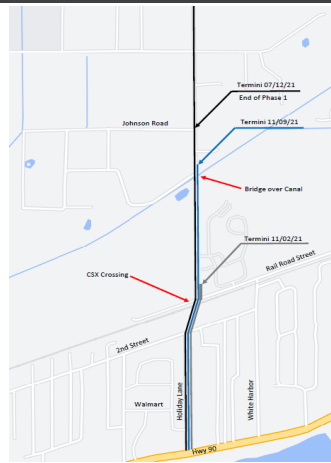 Termini 07/12/21
End of Phase 1
Johnson Road
Termini 11/09/21
Bridge over Canal
Termini 11/02/21
Rail Road Street
CSX Crossing
2nd Street
Holiday Lane
White Harbor
Walmart
Hwy 90